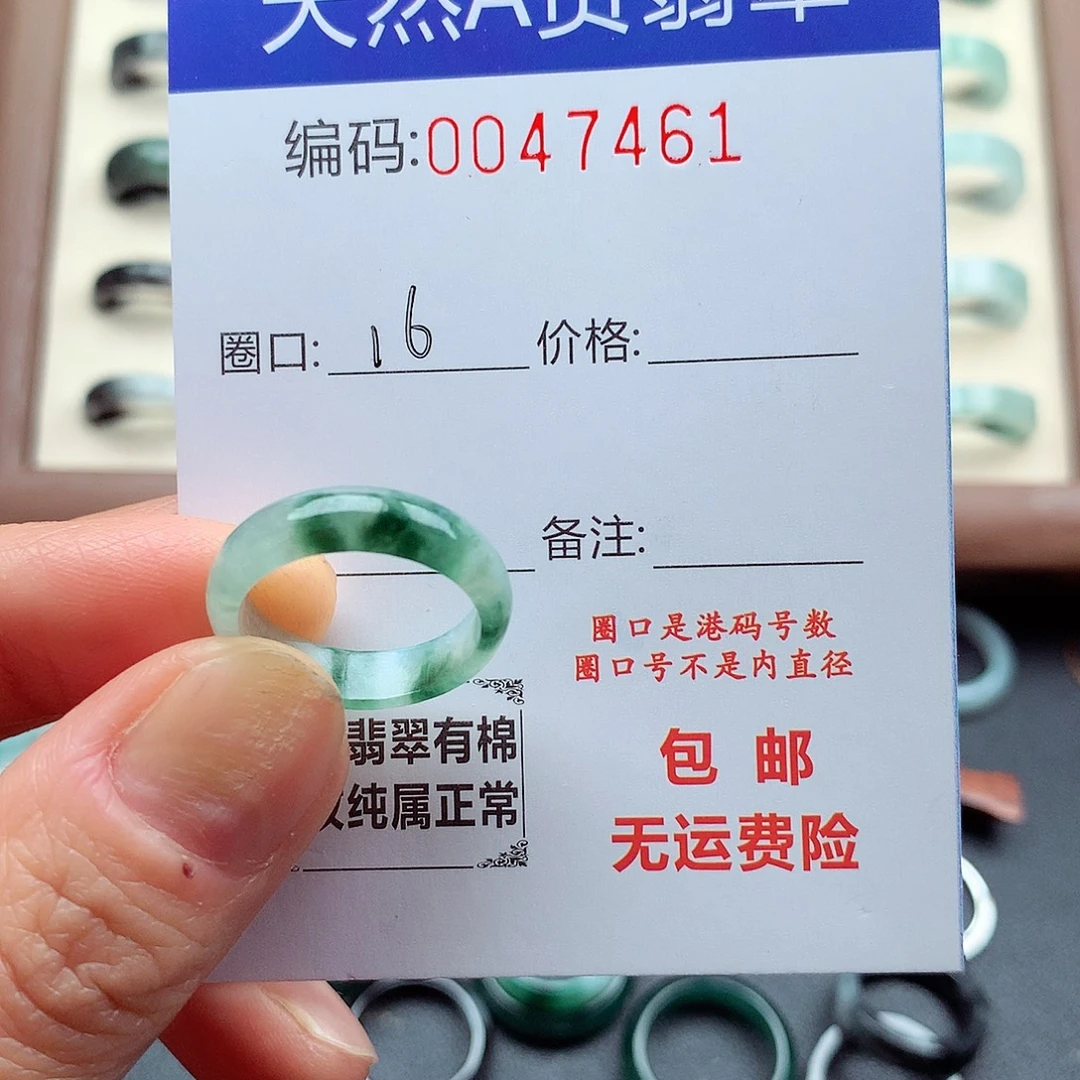 天然A货翡翠
编码:0047461
圈口: 16 价格:
备注:
圈口是港码号数
圈口号不是内直径
翡翠有棉
纯属正常
包 邮
无运费险